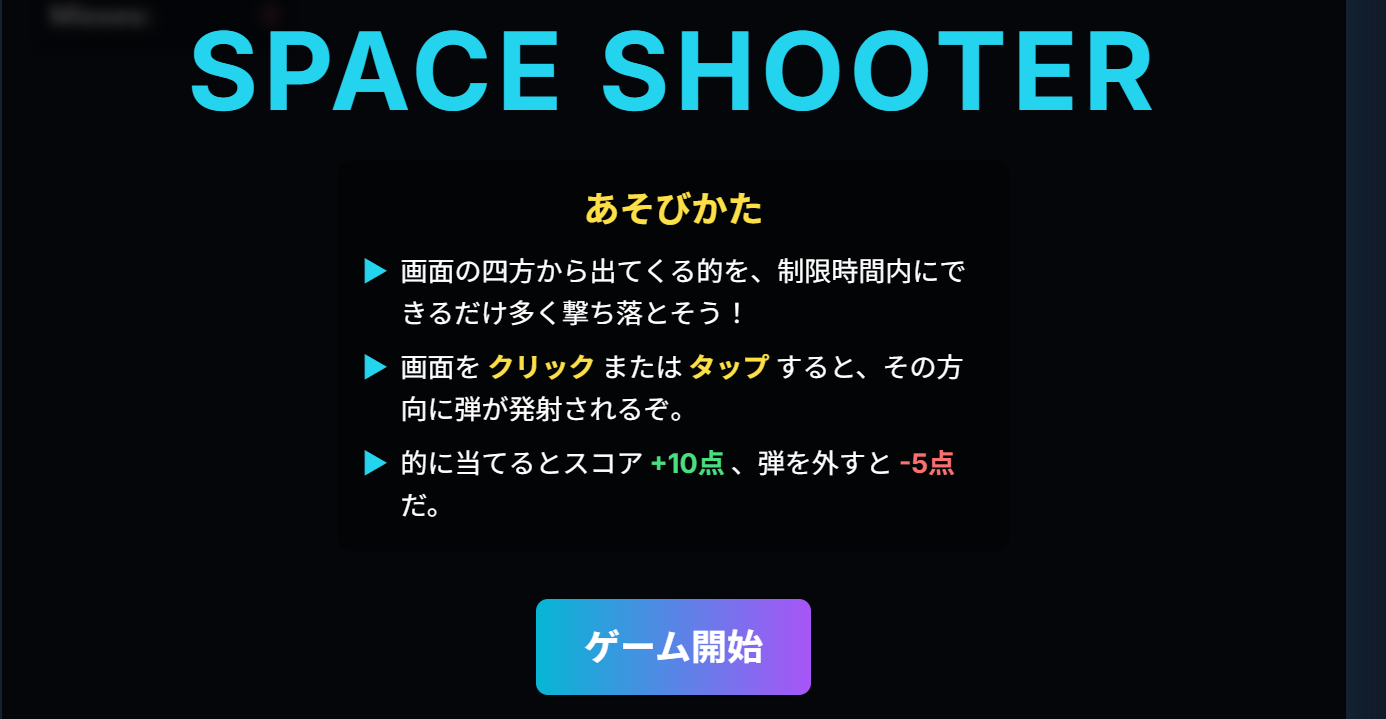 SPACE SHOOTER
あそびかた
▶ 画面の四方から出てくる的を、制限時間内にで
きるだけ多く撃ち落とそう！
▶ 画面を クリック または タップ すると、その方
向に弾が発射されるぞ。
▶ 的に当てるとスコア +10点 、弾を外すと -5点
だ。
ゲーム開始